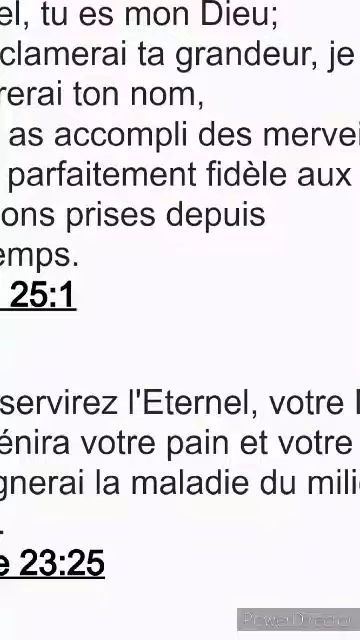 el, tu es mon Dieu;
clamerai ta grandeur, je
rerai ton nom,
as accompli des mervei
parfaitement fidèle aux
ons prises depuis
emps.
25:1
servirez l'Eternel, votre
énira votre pain et votre
gnerai la maladie du mili
.
e 23:25
PowerDirector